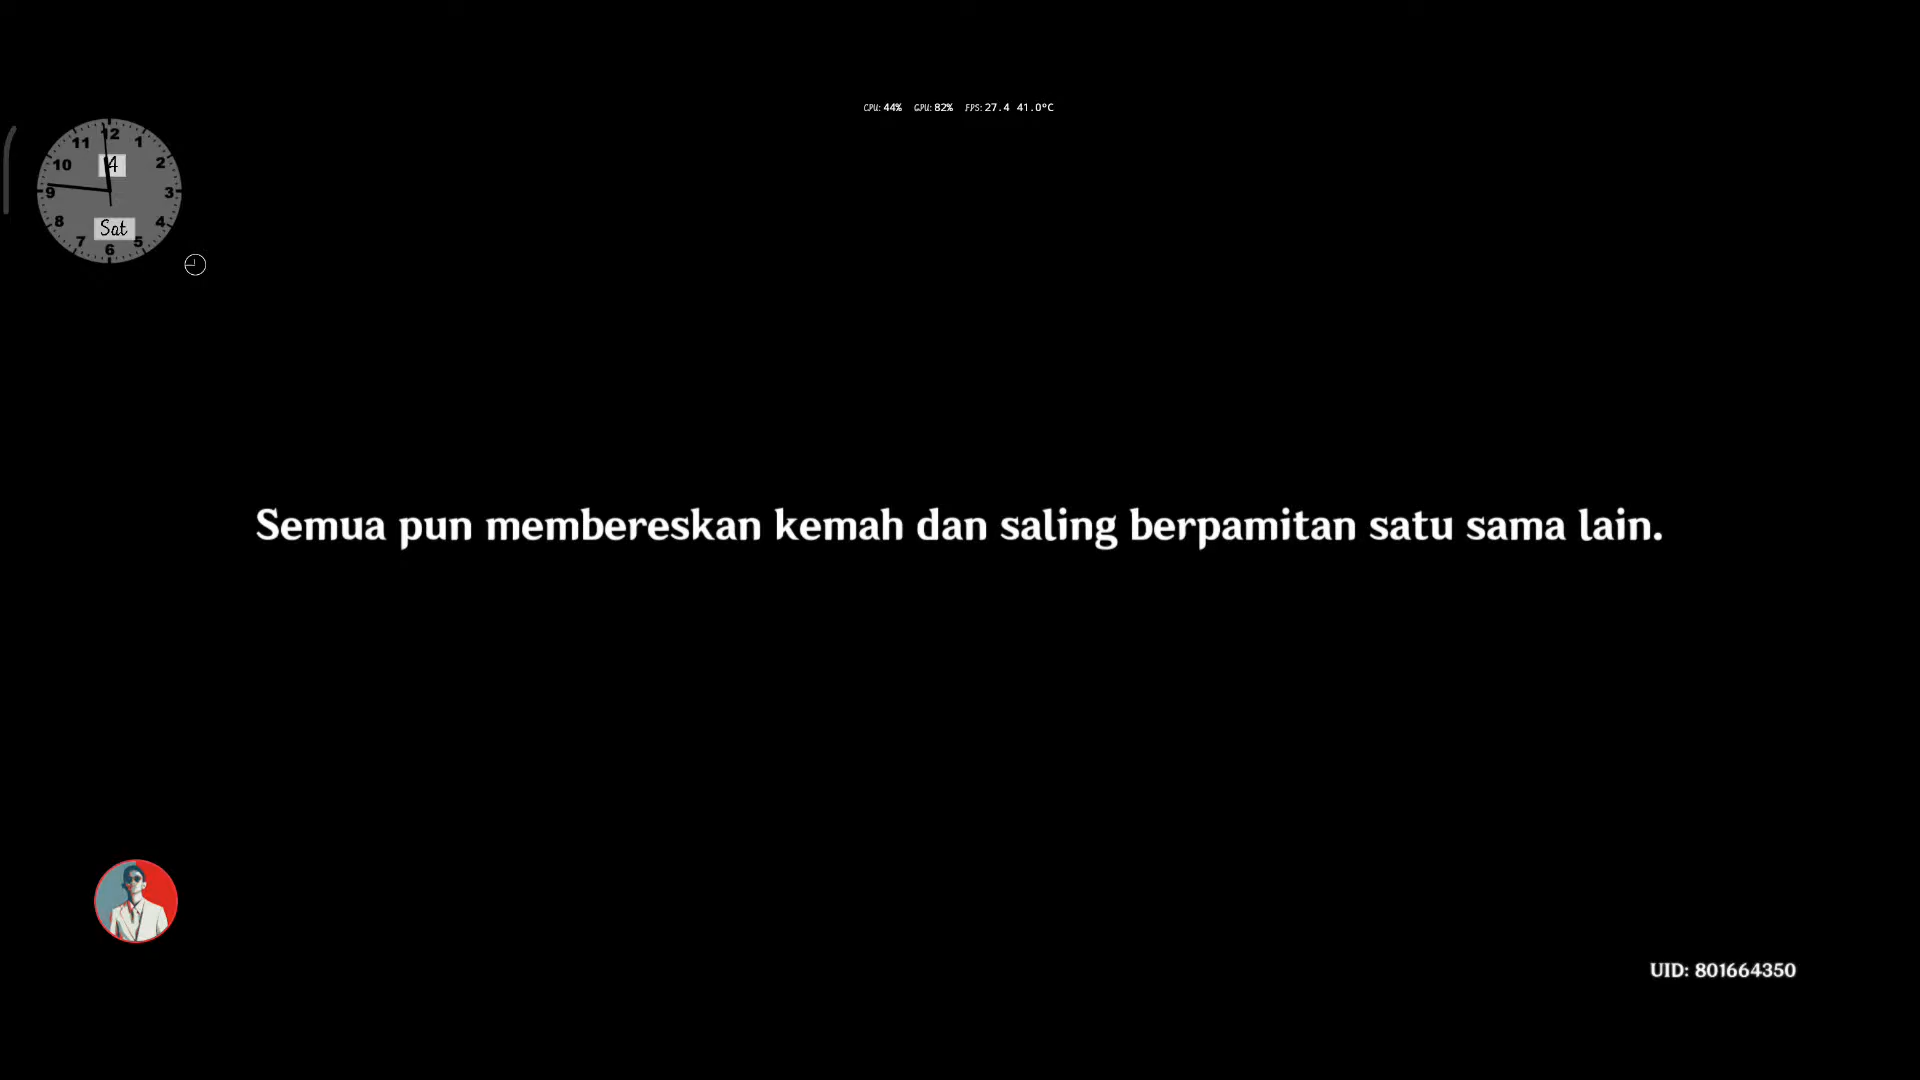 CPU: 44% GPU: 82% FPS: 27.4 41.0°C
12
11 1
10 4 2
9 3
8 Sat 4
7 5
6
Semua pun membereskan kemah dan saling berpamitan satu sama lain.
UID: 801664350